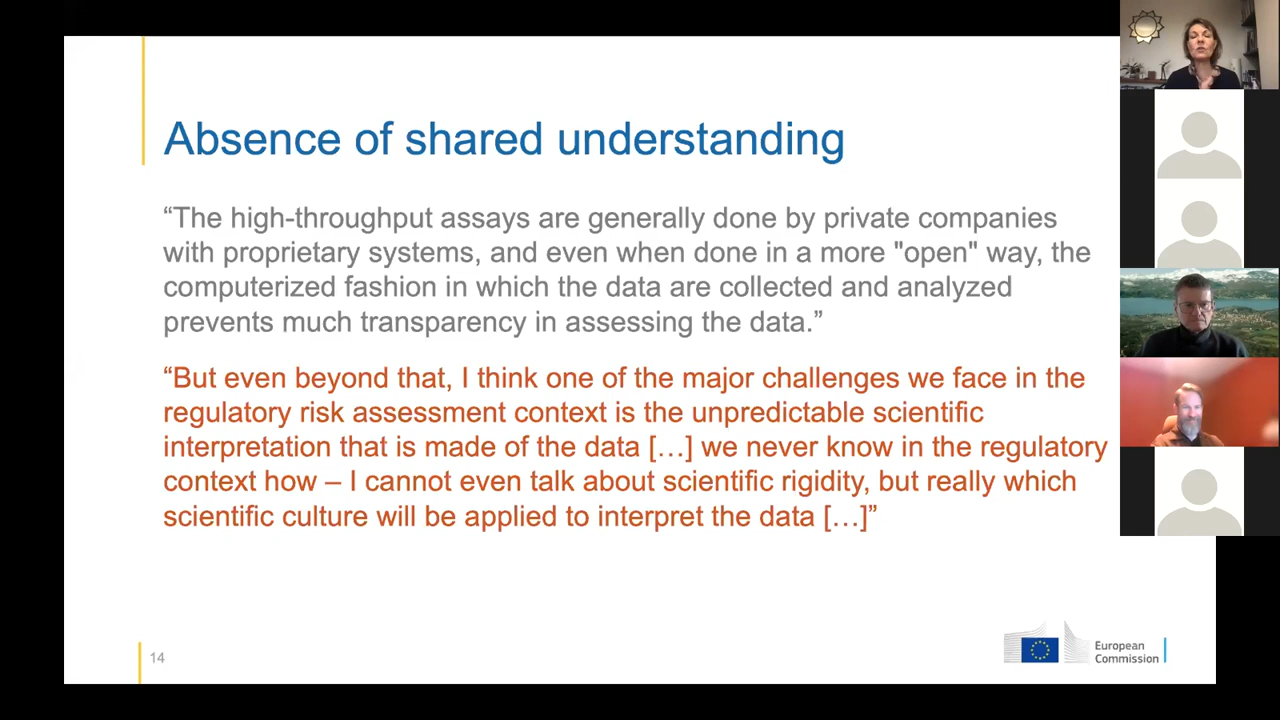 Absence of shared understanding
“The high-throughput assays are generally done by private companies
with proprietary systems, and even when done in a more "open" way, the
computerized fashion in which the data are collected and analyzed
prevents much transparency in assessing the data.”
“But even beyond that, I think one of the major challenges we face in the
regulatory risk assessment context is the unpredictable scientific
interpretation that is made of the data […] we never know in the regulatory
context how – I cannot even talk about scientific rigidity, but really which
scientific culture will be applied to interpret the data […]”
14
European
Commission